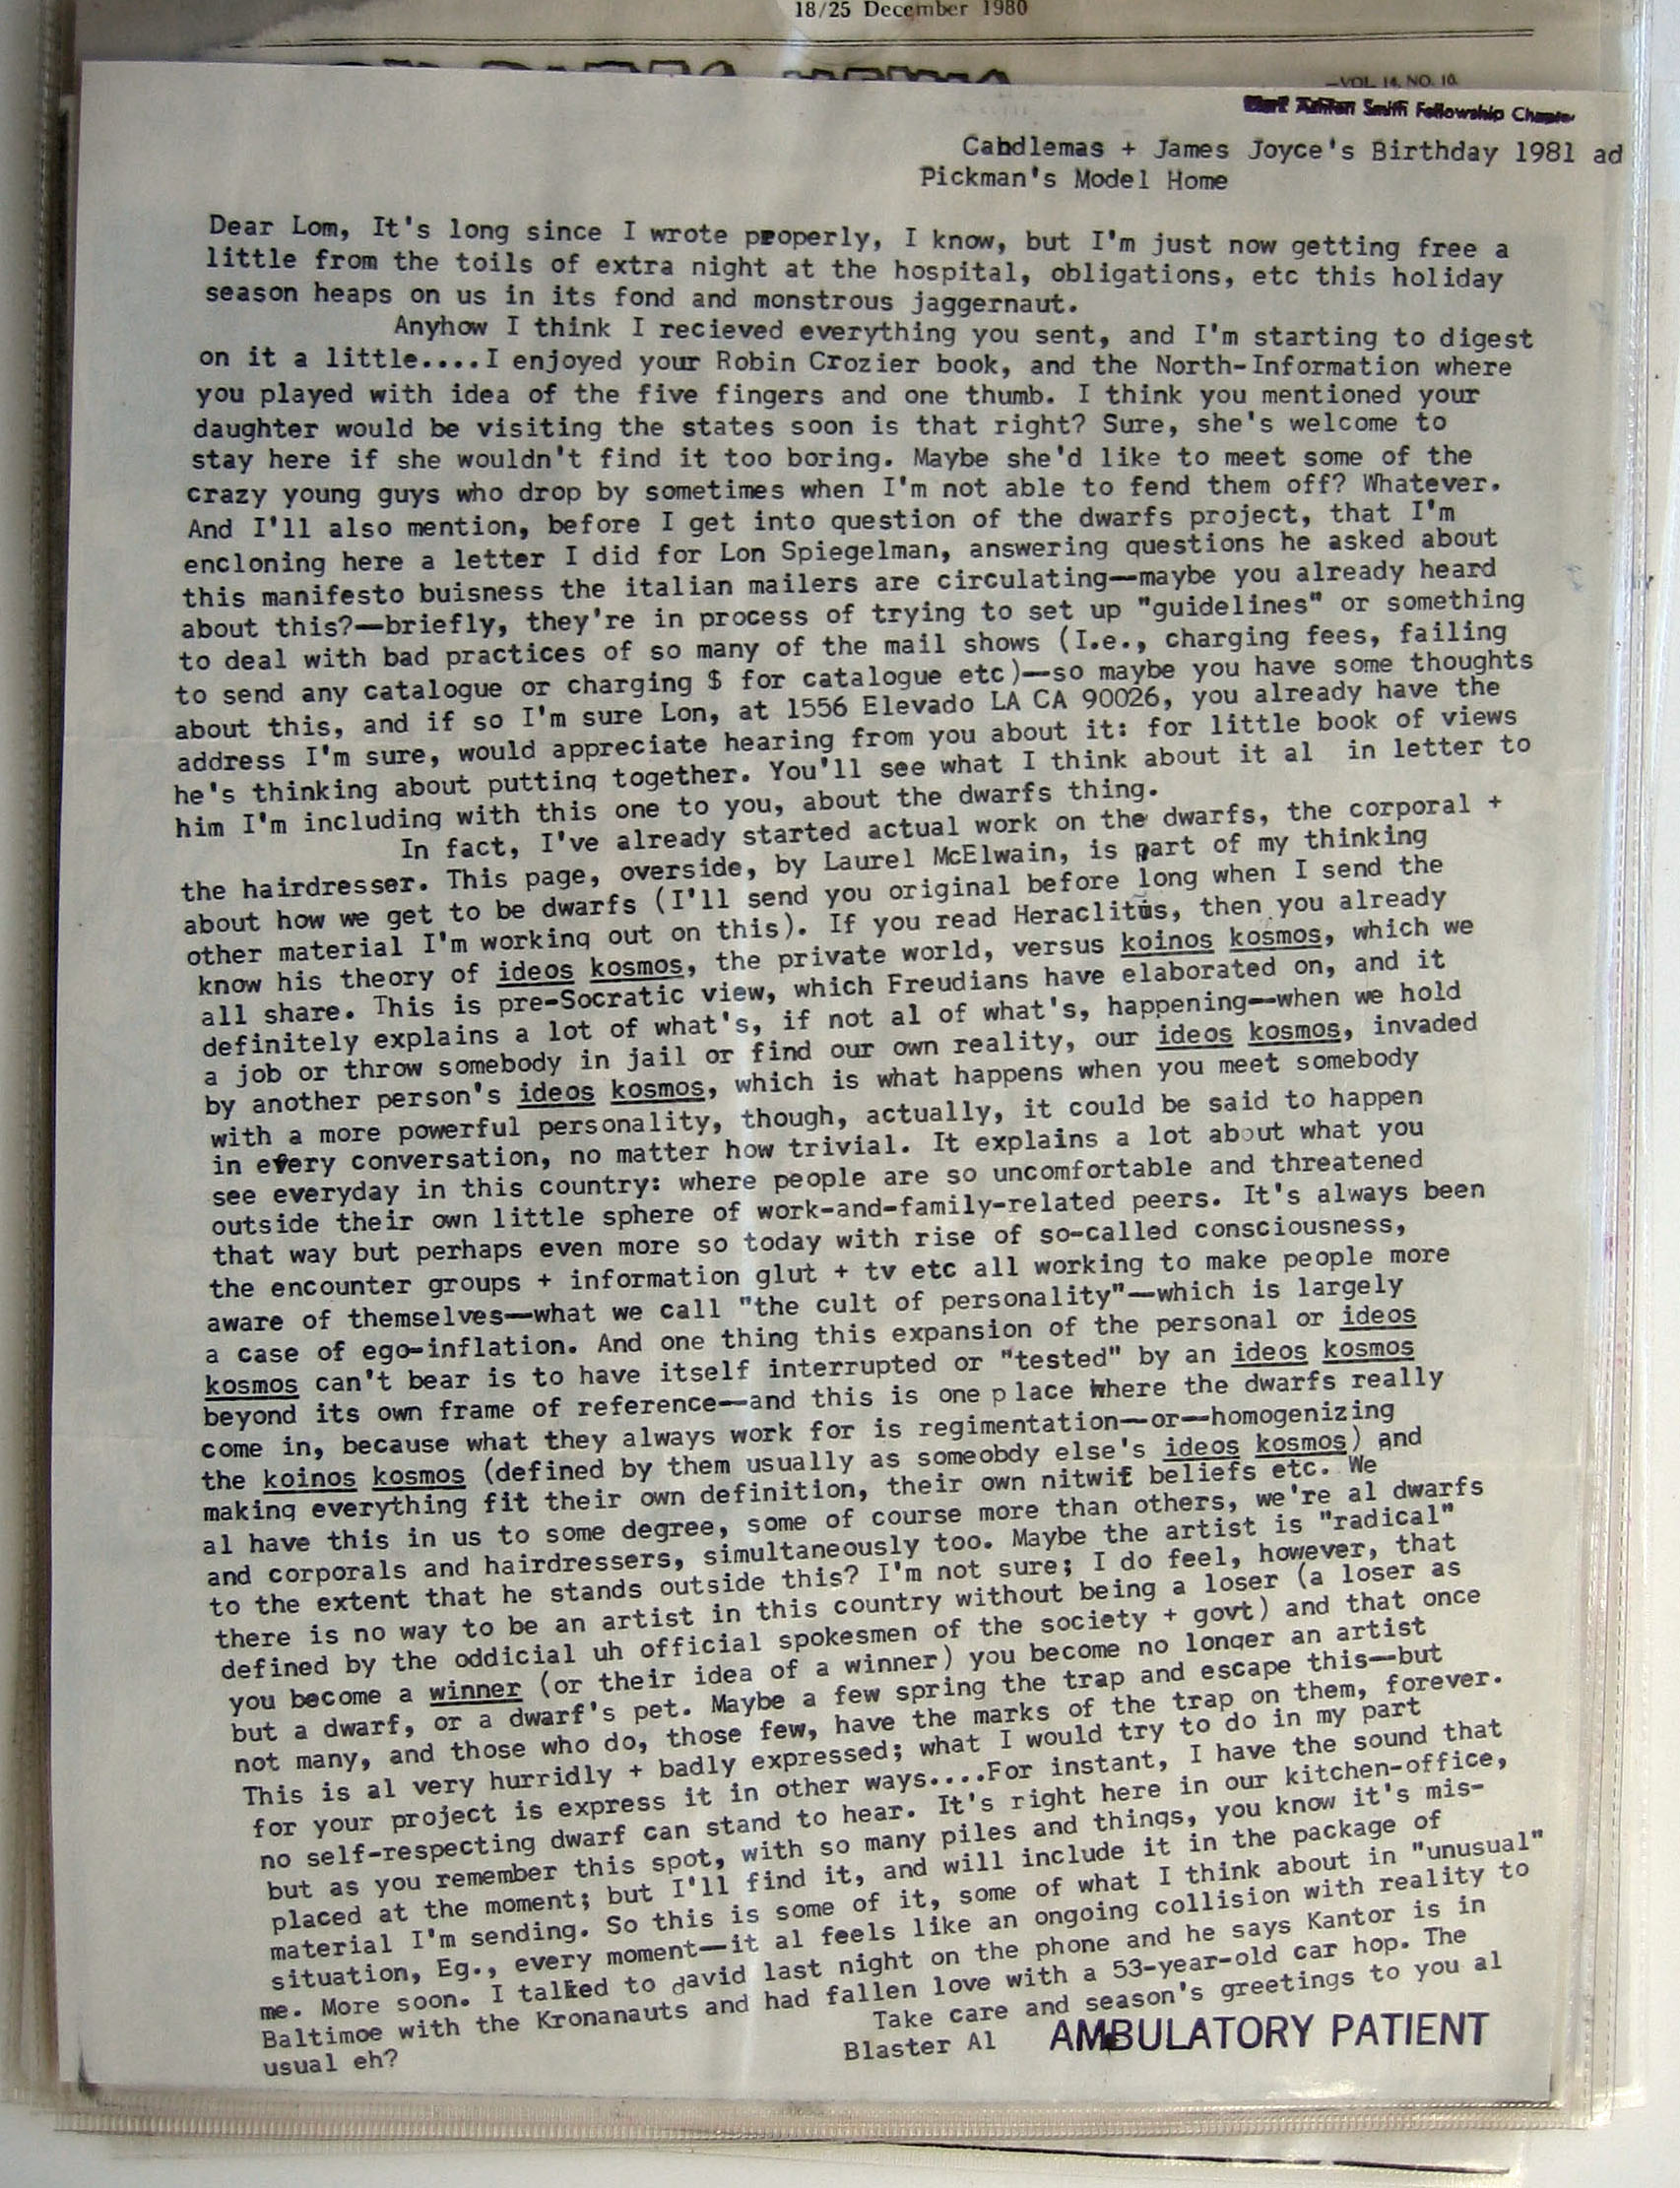 18/25 December 1980
—VOL. 14, NO. 10.
Clark Ashton Smith Fellowship Chapter
Cabdlemas + James Joyce's Birthday 1981 ad
Pickman's Model Home
Dear Lom, It's long since I wrote properly, I know, but I'm just now getting free a
little from the toils of extra night at the hospital, obligations, etc this holiday
season heaps on us in its fond and monstrous jaggernaut.
Anyhow I think I recieved everything you sent, and I'm starting to digest
on it a little....I enjoyed your Robin Crozier book, and the North-Information where
you played with idea of the five fingers and one thumb. I think you mentioned your
daughter would be visiting the states soon is that right? Sure, she's welcome to
stay here if she wouldn't find it too boring. Maybe she'd like to meet some of the
crazy young guys who drop by sometimes when I'm not able to fend them off? Whatever.
And I'll also mention, before I get into question of the dwarfs project, that I'm
encloning here a letter I did for Lon Spiegelman, answering questions he asked about
this manifesto buisness the italian mailers are circulating—maybe you already heard
about this?—briefly, they're in process of trying to set up "guidelines" or something
to deal with bad practices of so many of the mail shows (I.e., charging fees, failing
to send any catalogue or charging $ for catalogue etc)—so maybe you have some thoughts
about this, and if so I'm sure Lon, at 1556 Elevado LA CA 90026, you already have the
address I'm sure, would appreciate hearing from you about it: for little book of views
he's thinking about putting together. You'll see what I think about it al in letter to
him I'm including with this one to you, about the dwarfs thing.
In fact, I've already started actual work on the dwarfs, the corporal +
the hairdresser. This page, overside, by Laurel McElwain, is part of my thinking
about how we get to be dwarfs (I'll send you original before long when I send the
other material I'm working out on this). If you read Heraclitus, then you already
know his theory of ideos kosmos, the private world, versus koinos kosmos, which we
all share. This is pre-Socratic view, which Freudians have elaborated on, and it
definitely explains a lot of what's, if not al of what's, happening—when we hold
a job or throw somebody in jail or find our own reality, our ideos kosmos, invaded
by another person's ideos kosmos, which is what happens when you meet somebody
with a more powerful personality, though, actually, it could be said to happen
in every conversation, no matter how trivial. It explains a lot about what you
see everyday in this country: where people are so uncomfortable and threatened
outside their own little sphere of work-and-family-related peers. It's always been
that way but perhaps even more so today with rise of so-called consciousness,
the encounter groups + information glut + tv etc all working to make people more
aware of themselves—what we call "the cult of personality"—which is largely
a case of ego-inflation. And one thing this expansion of the personal or ideos
kosmos can't bear is to have itself interrupted or "tested" by an ideos kosmos
beyond its own frame of reference—and this is one p lace where the dwarfs really
come in, because what they always work for is regimentation—or—homogenizing
the koinos kosmos (defined by them usually as someobdy else's ideos kosmos) and
making everything fit their own definition, their own nitwit beliefs etc. We
al have this in us to some degree, some of course more than others, we're al dwarfs
and corporals and hairdressers, simultaneously too. Maybe the artist is "radical"
to the extent that he stands outside this? I'm not sure; I do feel, however, that
there is no way to be an artist in this country without being a loser (a loser as
defined by the oddicial uh official spokesmen of the society + govt) and that once
you become a winner (or their idea of a winner) you become no longer an artist
but a dwarf, or a dwarf's pet. Maybe a few spring the trap and escape this—but
not many, and those who do, those few, have the marks of the trap on them, forever.
This is al very hurridly + badly expressed; what I would try to do in my part
for your project is express it in other ways....For instant, I have the sound that
no self-respecting dwarf can stand to hear. It's right here in our kitchen-office,
but as you remember this spot, with so many piles and things, you know it's mis-
placed at the moment; but I'll find it, and will include it in the package of
material I'm sending. So this is some of it, some of what I think about in "unusual"
situation, Eg., every moment—it al feels like an ongoing collision with reality to
me. More soon. I talked to david last night on the phone and he says Kantor is in
Baltimoe with the Kronanauts and had fallen love with a 53-year-old car hop. The
usual eh?
Take care and season's greetings to you al
Blaster Al AMBULATORY PATIENT